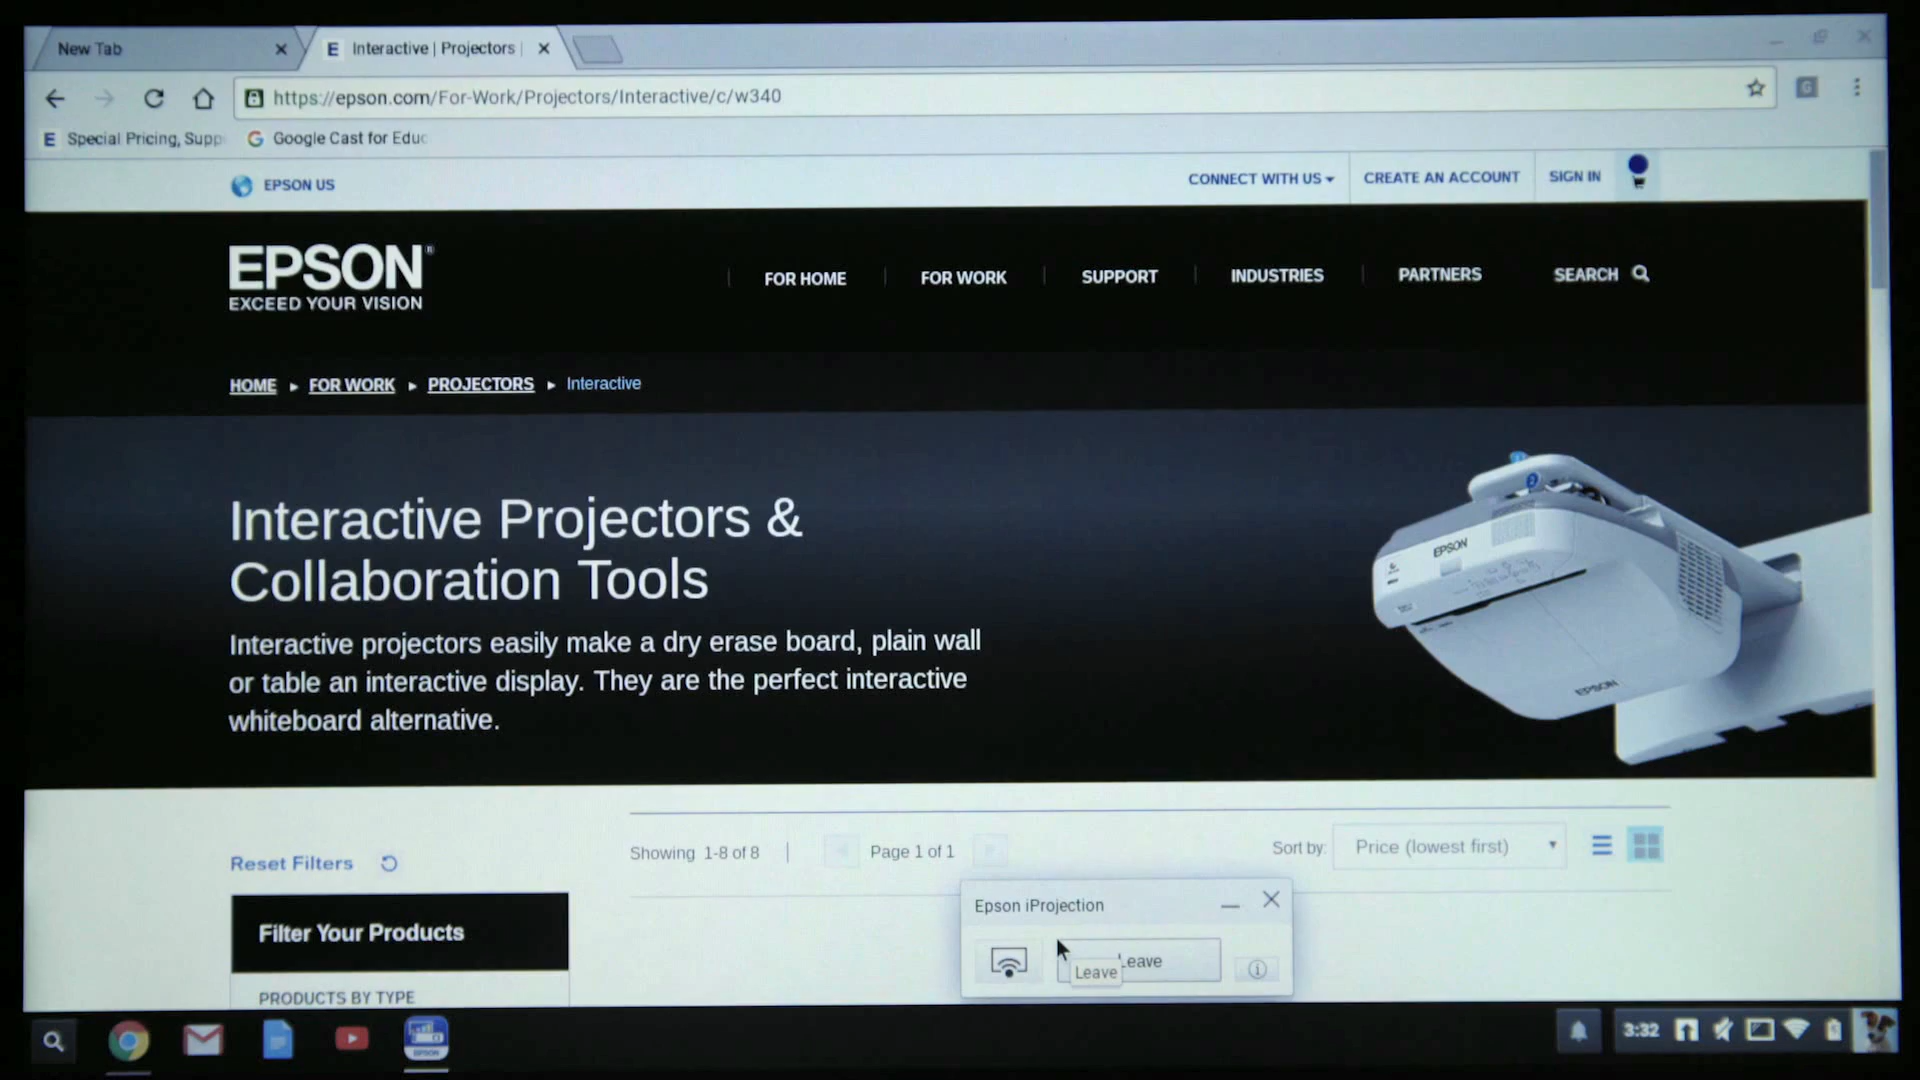 New Tab
Interactive | Projectors |
https://epson.com/For-Work/Projectors/Interactive/c/w340
E Special Pricing, Supp
G Google Cast for Educ
EPSON US
CONNECT WITH US
CREATE AN ACCOUNT
SIGN IN
EPSON®
EXCEED YOUR VISION
FOR HOME
FOR WORK
SUPPORT
INDUSTRIES
PARTNERS
SEARCH
HOME ▸ FOR WORK ▸ PROJECTORS ▸ Interactive
Interactive Projectors &
Collaboration Tools
Interactive projectors easily make a dry erase board, plain wall
or table an interactive display. They are the perfect interactive
whiteboard alternative.
EPSON
EPSON
Showing 1-8 of 8
Page 1 of 1
Sort by: Price (lowest first)
Reset Filters
Filter Your Products
PRODUCTS BY TYPE
Epson iProjection
Leave
Leave
EPSON
3:32